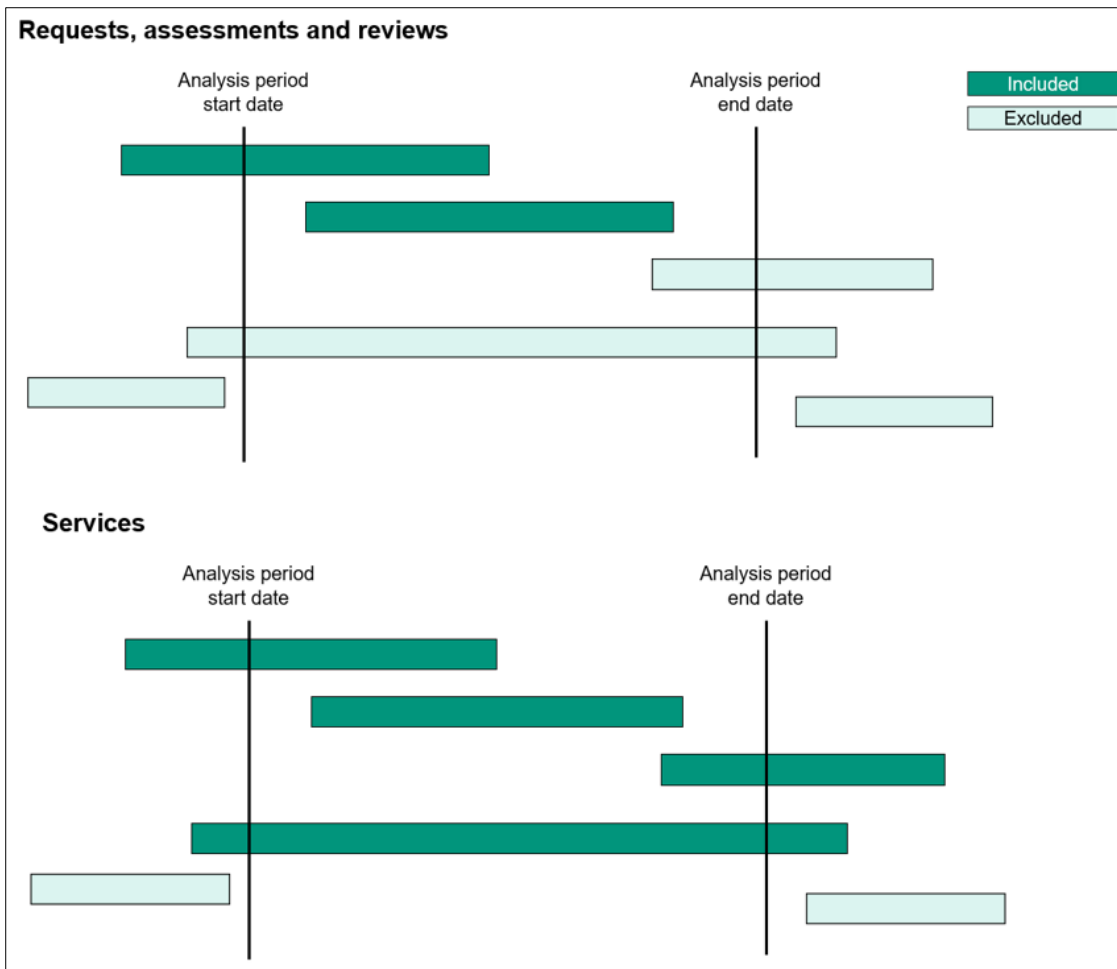 Requests, assessments and reviews
Analysis period
start date
Analysis period
end date
Included
Excluded
Services
Analysis period
start date
Analysis period
end date